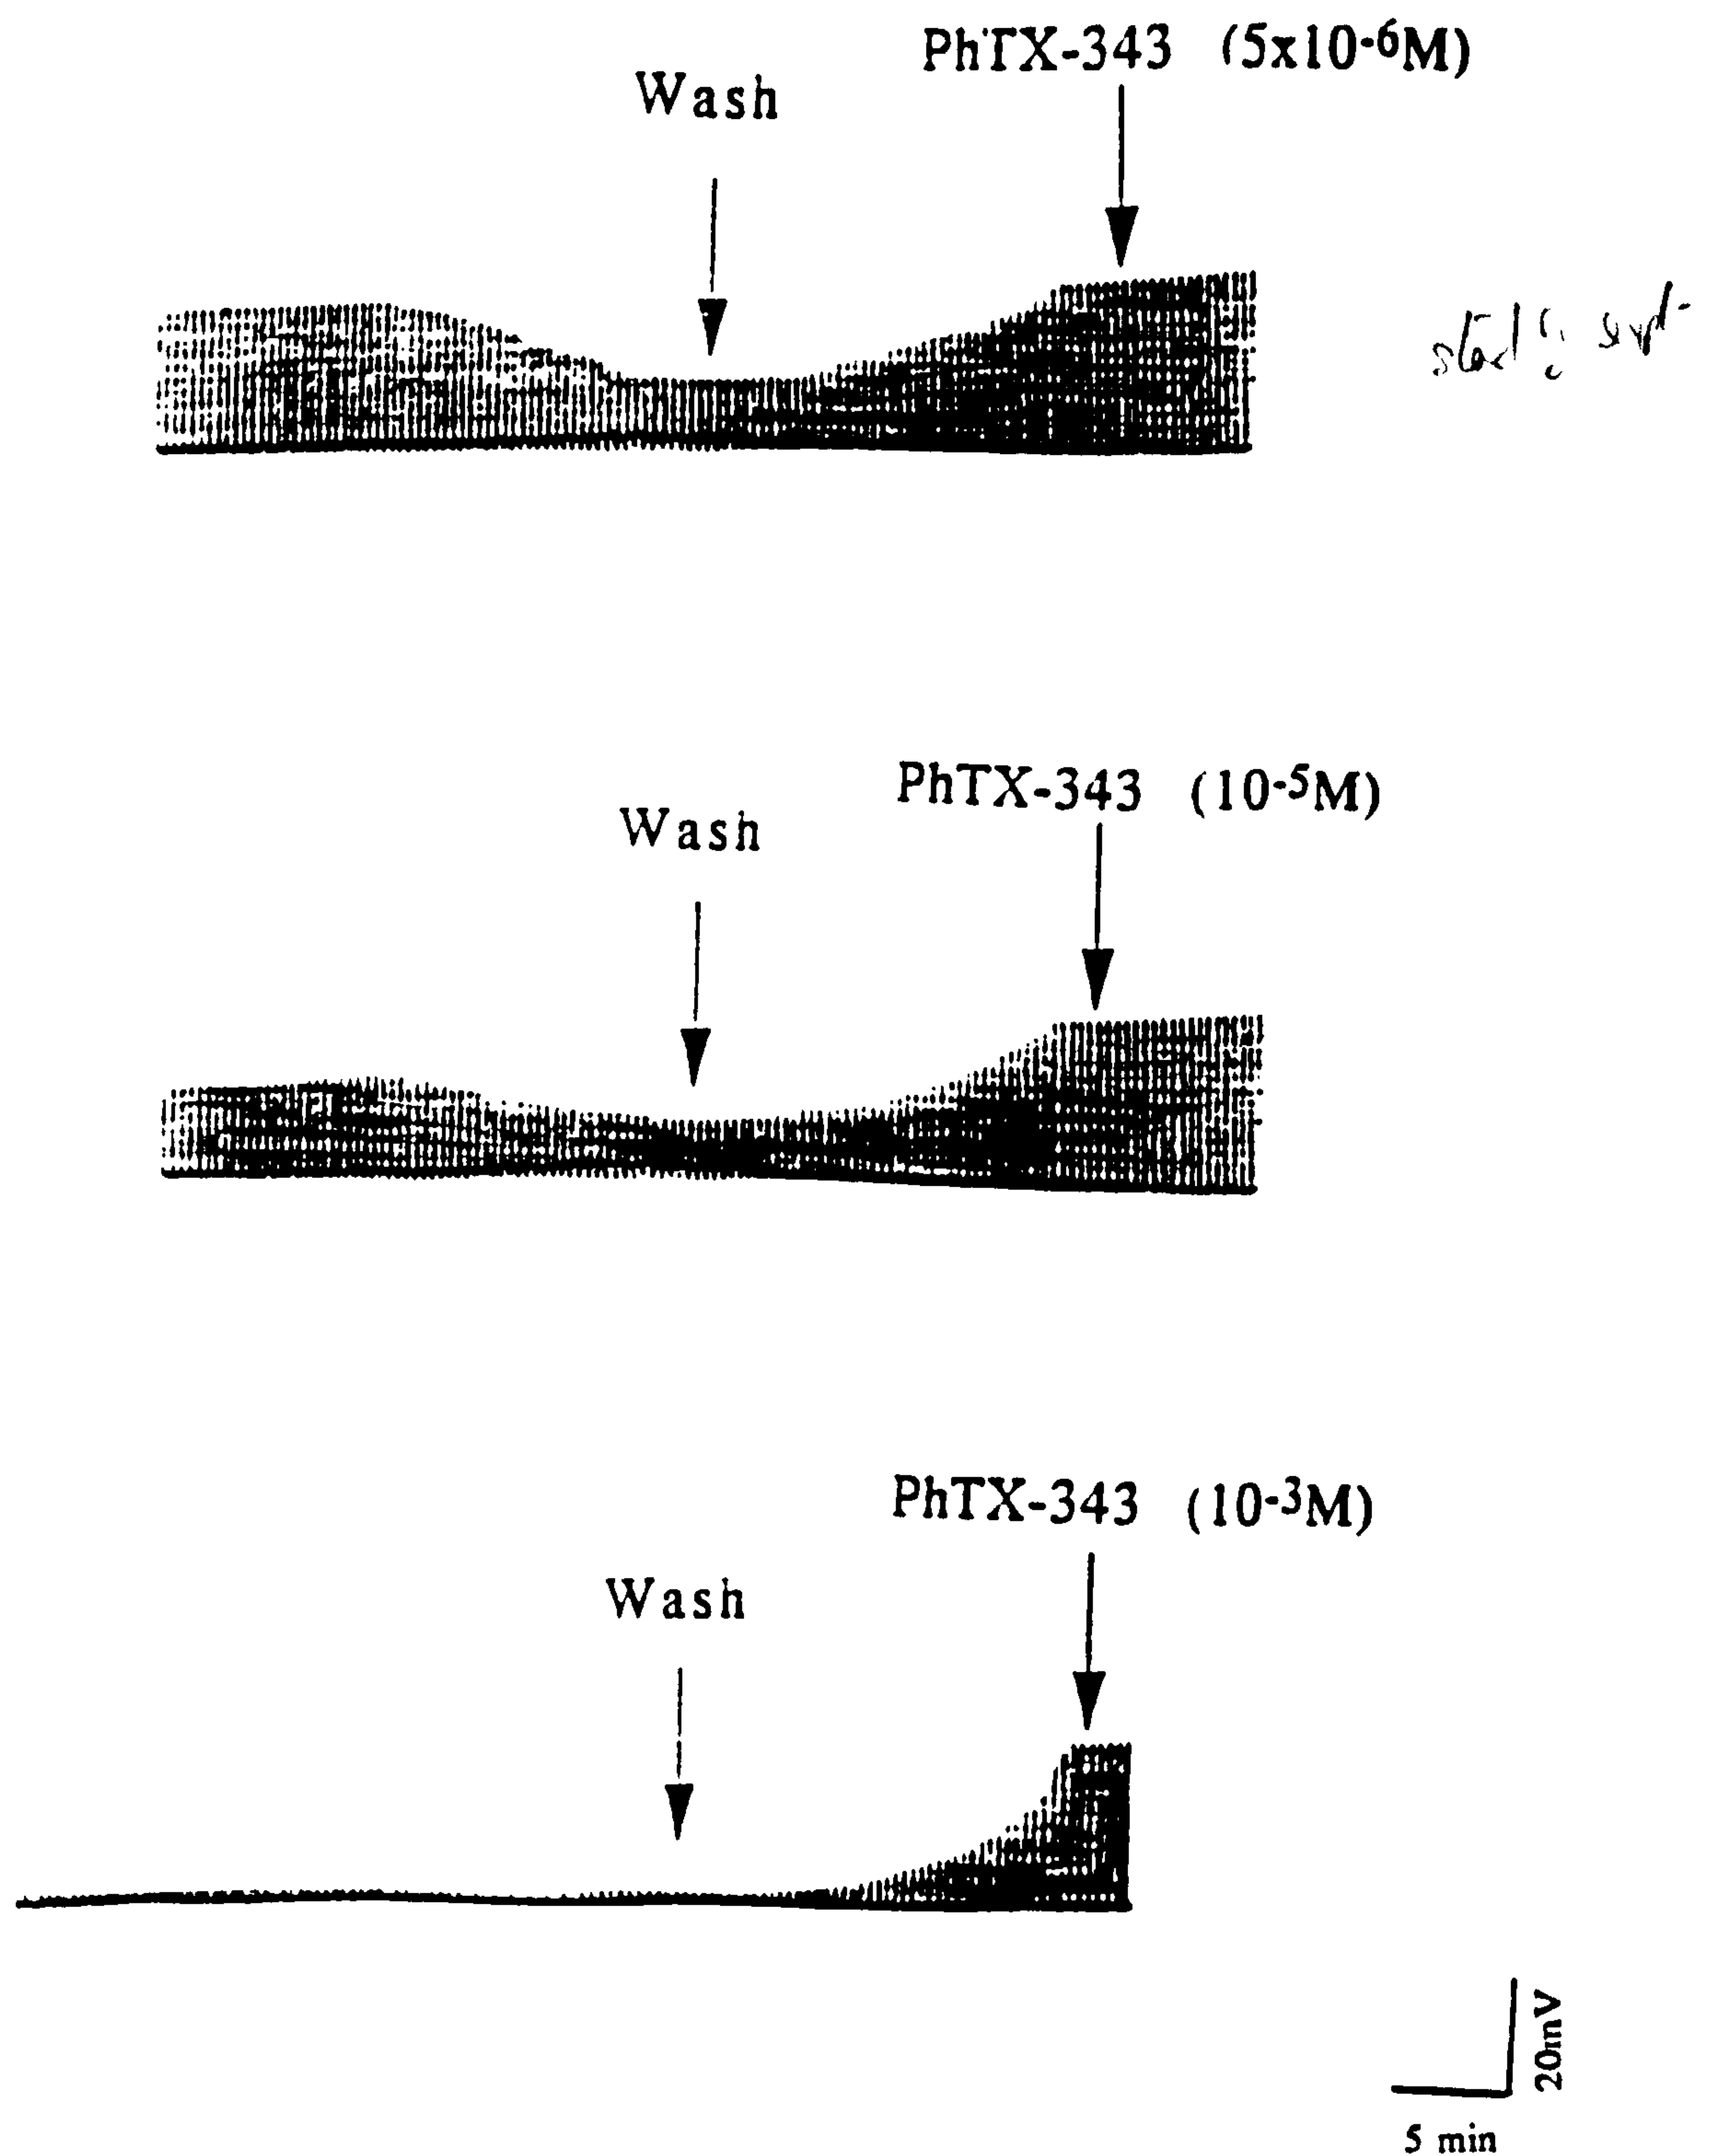 PhTX-343 (5x10-6M)
Wash
PhTX-343 (10-5M)
Wash
PhTX-343 (10-3M)
Wash
20mV
5 min